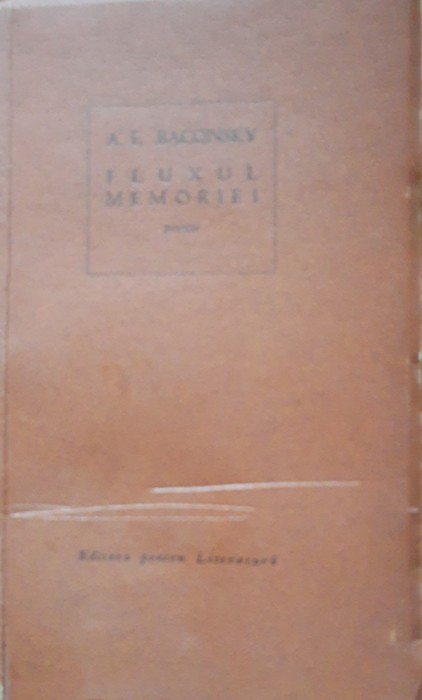 A. E. BACONSKY
FLUXUL
MEMORIEI
poezii
Editura pentru Literatură